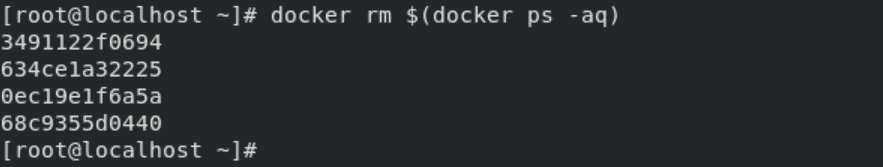 [root@localhost ~]# docker rm $(docker ps -aq)
3491122f0694
634ce1a32225
0ec19e1f6a5a
68c9355d0440
[root@localhost ~]#